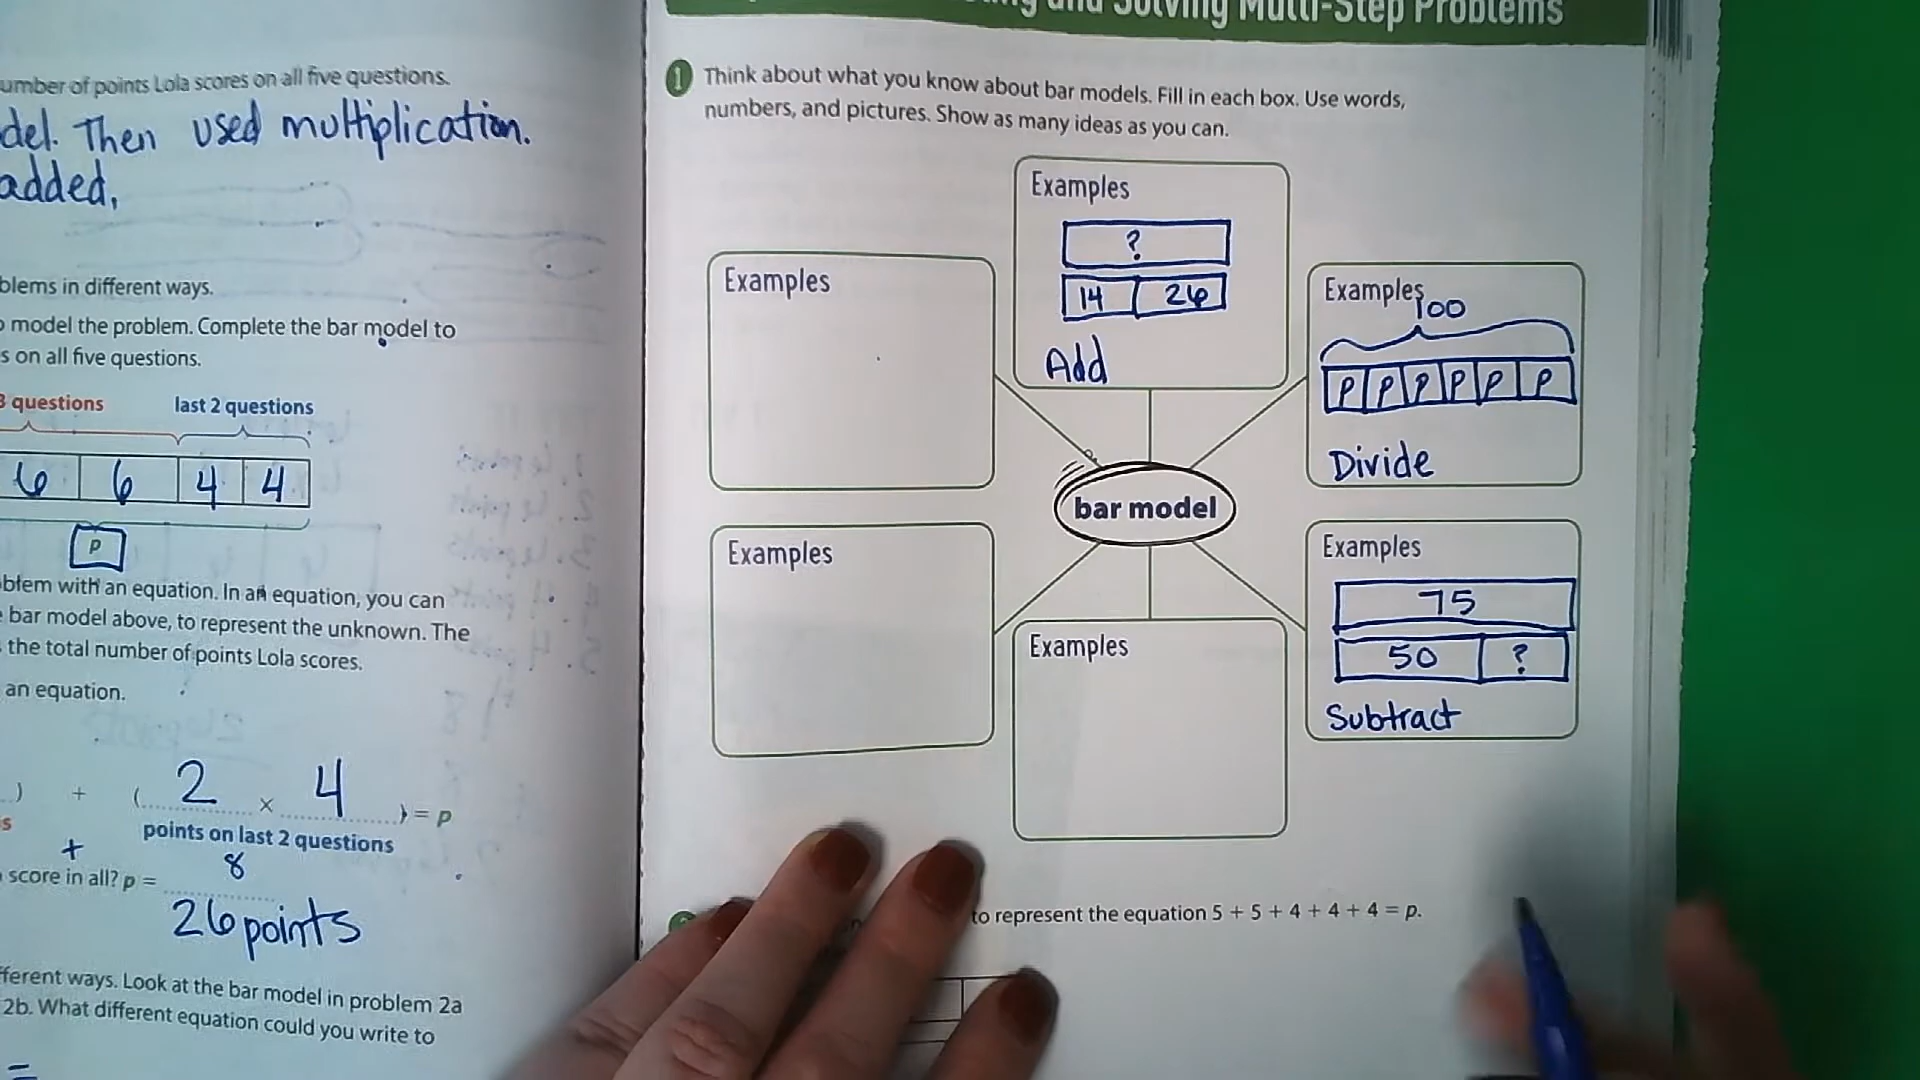 umber of points Lola scores on all five questions.
del. Then used multiplication.
added.
blems in different ways.
model the problem. Complete the bar model to
s on all five questions.
3 questions last 2 questions
6 6 4 4
p
blem with an equation. In an equation, you can
bar model above, to represent the unknown. The
the total number of points Lola scores.
an equation.
) + ( 2 × 4 ) = p
s points on last 2 questions
+ 8
score in all? p =
26 points
fferent ways. Look at the bar model in problem 2a
2b. What different equation could you write to
=
and Solving Multi-Step Problems
1 Think about what you know about bar models. Fill in each box. Use words,
numbers, and pictures. Show as many ideas as you can.
Examples
?
14 26
Add
Examples
Examples
100
p p p p p p
Divide
bar model
Examples
Examples
75
50 ?
Subtract
Examples
to represent the equation 5 + 5 + 4 + 4 + 4 = p.